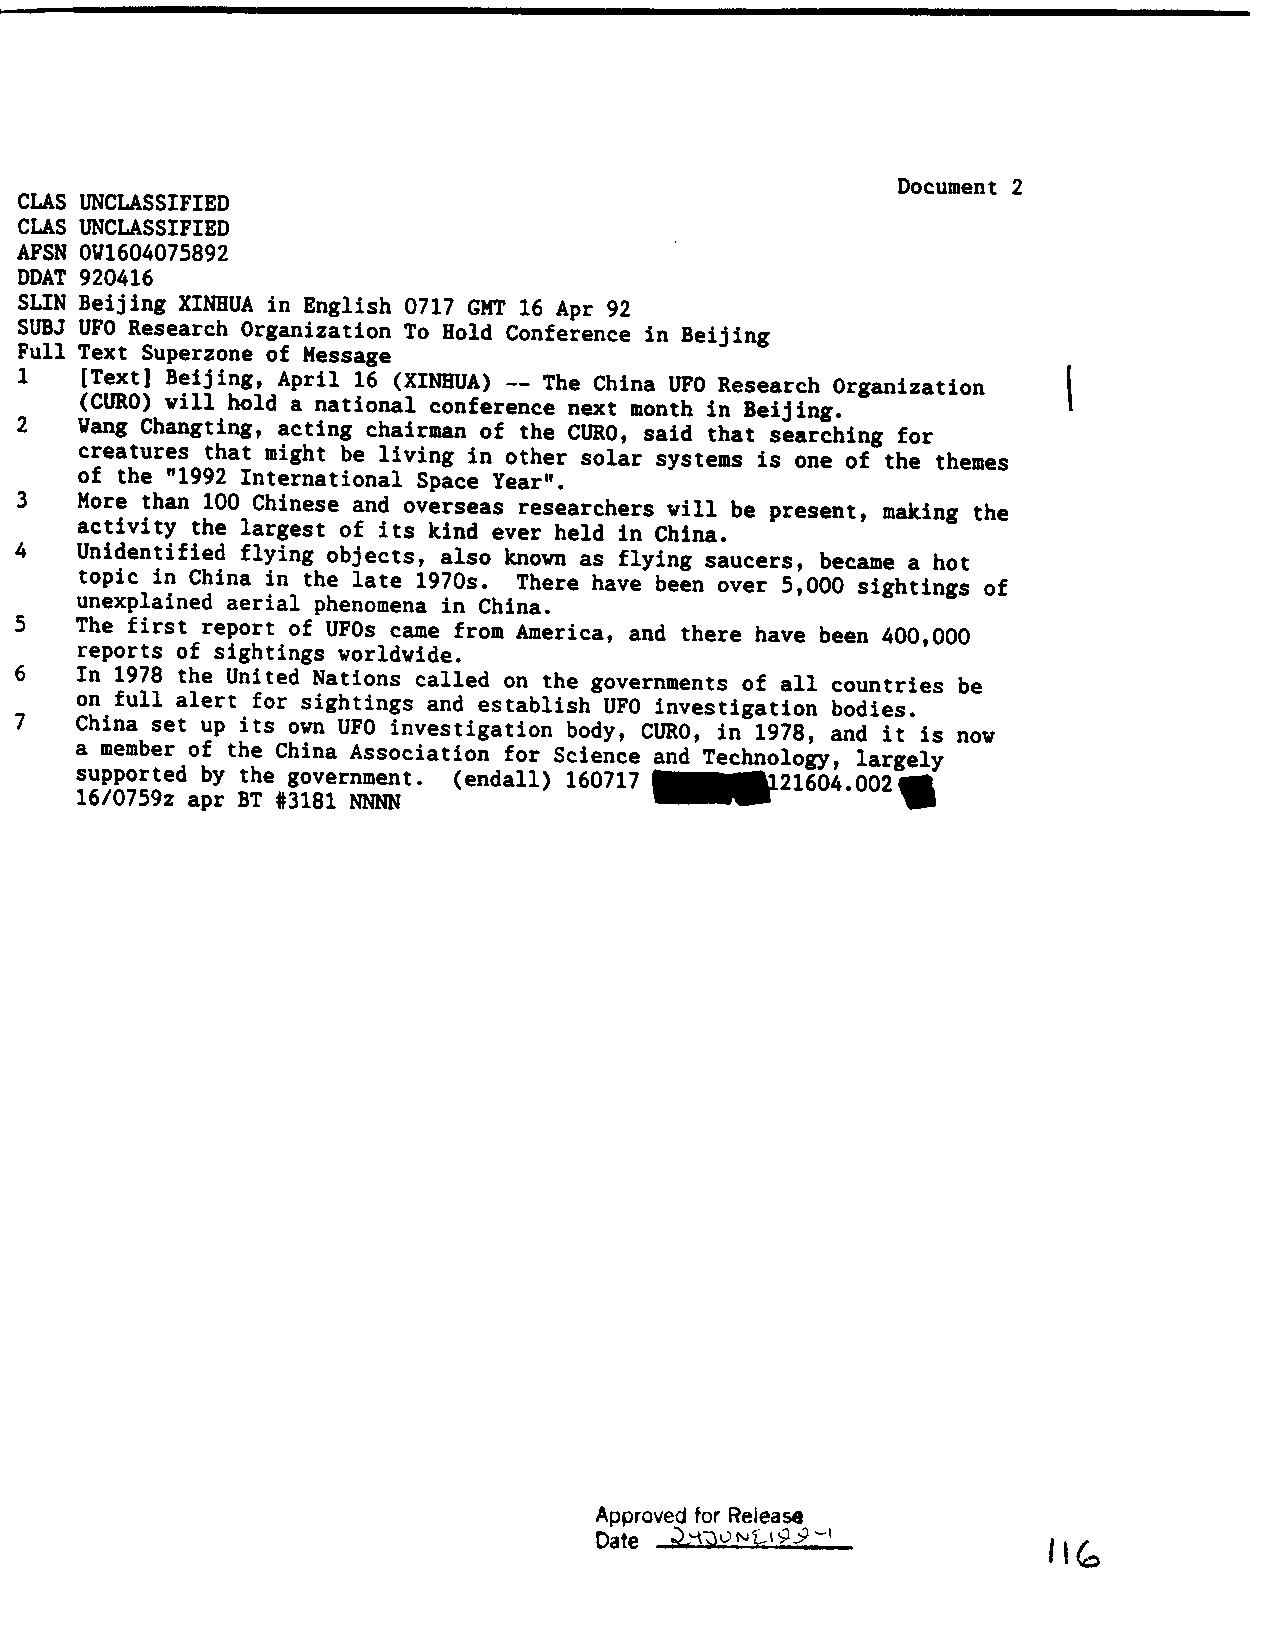 Document 2
CLAS UNCLASSIFIED
CLAS UNCLASSIFIED
AFSN OW1604075892
DDAT 920416
SLIN Beijing XINHUA in English 0717 GMT 16 Apr 92
SUBJ UFO Research Organization To Hold Conference in Beijing
Full Text Superzone of Message
1 [Text] Beijing, April 16 (XINHUA) -- The China UFO Research Organization
(CURO) will hold a national conference next month in Beijing.
2 Wang Changting, acting chairman of the CURO, said that searching for
creatures that might be living in other solar systems is one of the themes
of the "1992 International Space Year".
3 More than 100 Chinese and overseas researchers will be present, making the
activity the largest of its kind ever held in China.
4 Unidentified flying objects, also known as flying saucers, became a hot
topic in China in the late 1970s. There have been over 5,000 sightings of
unexplained aerial phenomena in China.
5 The first report of UFOs came from America, and there have been 400,000
reports of sightings worldwide.
6 In 1978 the United Nations called on the governments of all countries be
on full alert for sightings and establish UFO investigation bodies.
7 China set up its own UFO investigation body, CURO, in 1978, and it is now
a member of the China Association for Science and Technology, largely
supported by the government. (endall) 160717 121604.002
16/0759z apr BT #3181 NNNN
Approved for Release
Date
116